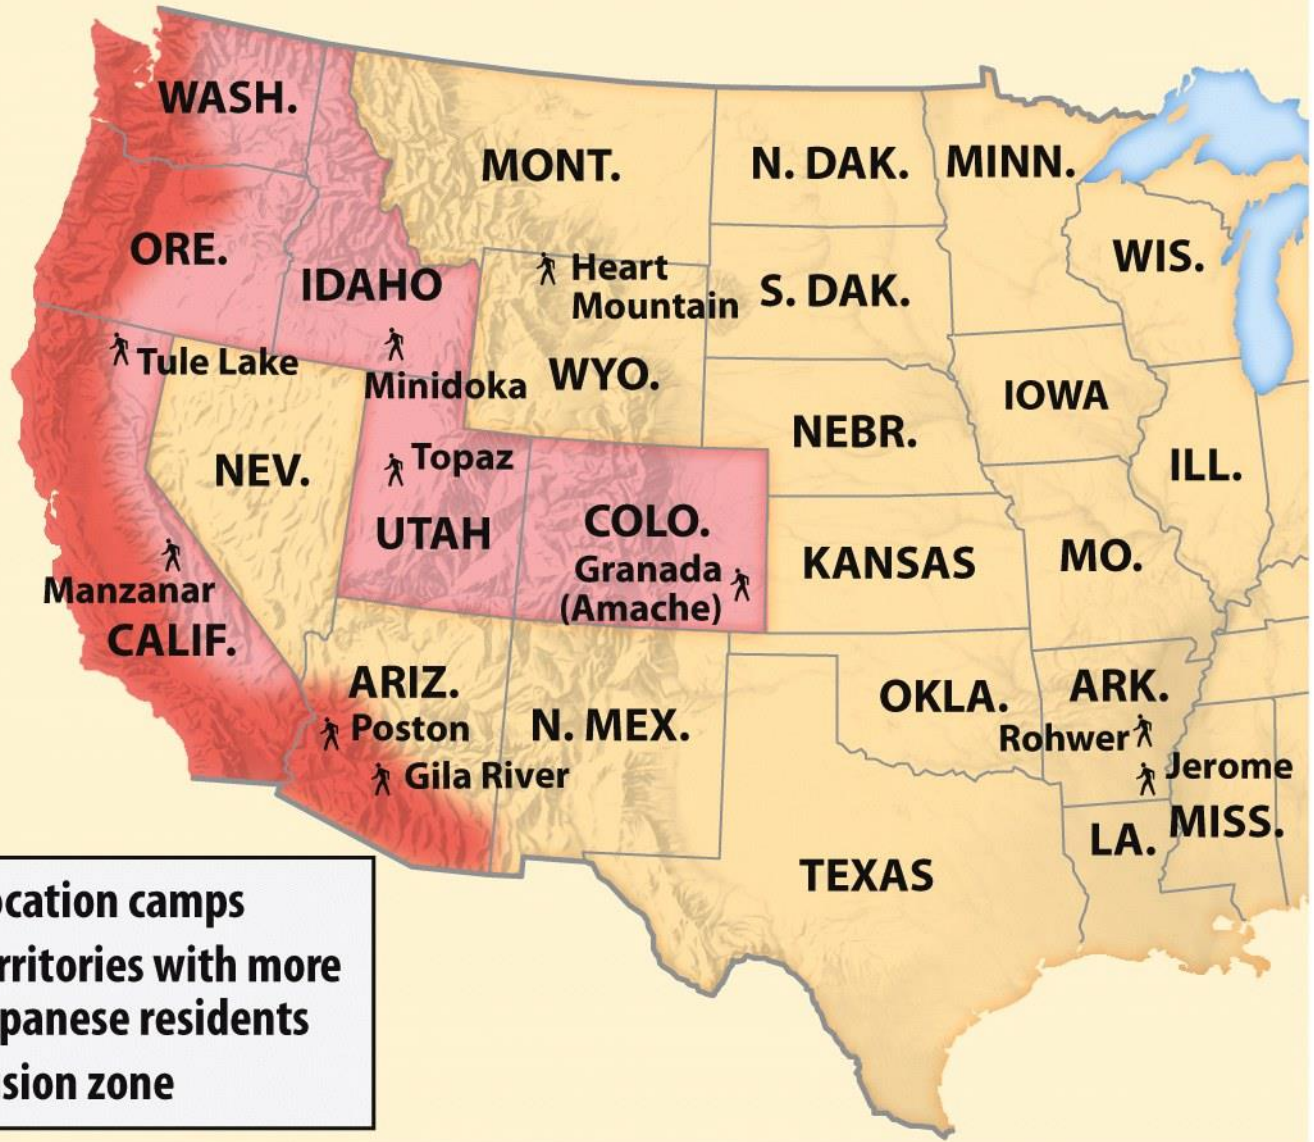 WASH.
MONT.
N. DAK.
MINN.
ORE.
IDAHO
Heart
Mountain
S. DAK.
WIS.
Tule Lake
Minidoka
WYO.
IOWA
NEBR.
NEV.
Topaz
UTAH
COLO.
Granada
(Amache)
KANSAS
MO.
ILL.
Manzanar
CALIF.
ARIZ.
Poston
Gila River
N. MEX.
OKLA.
ARK.
Rohwer
Jerome
MISS.
LA.
TEXAS
ocation camps
rritories with more
panese residents
sion zone